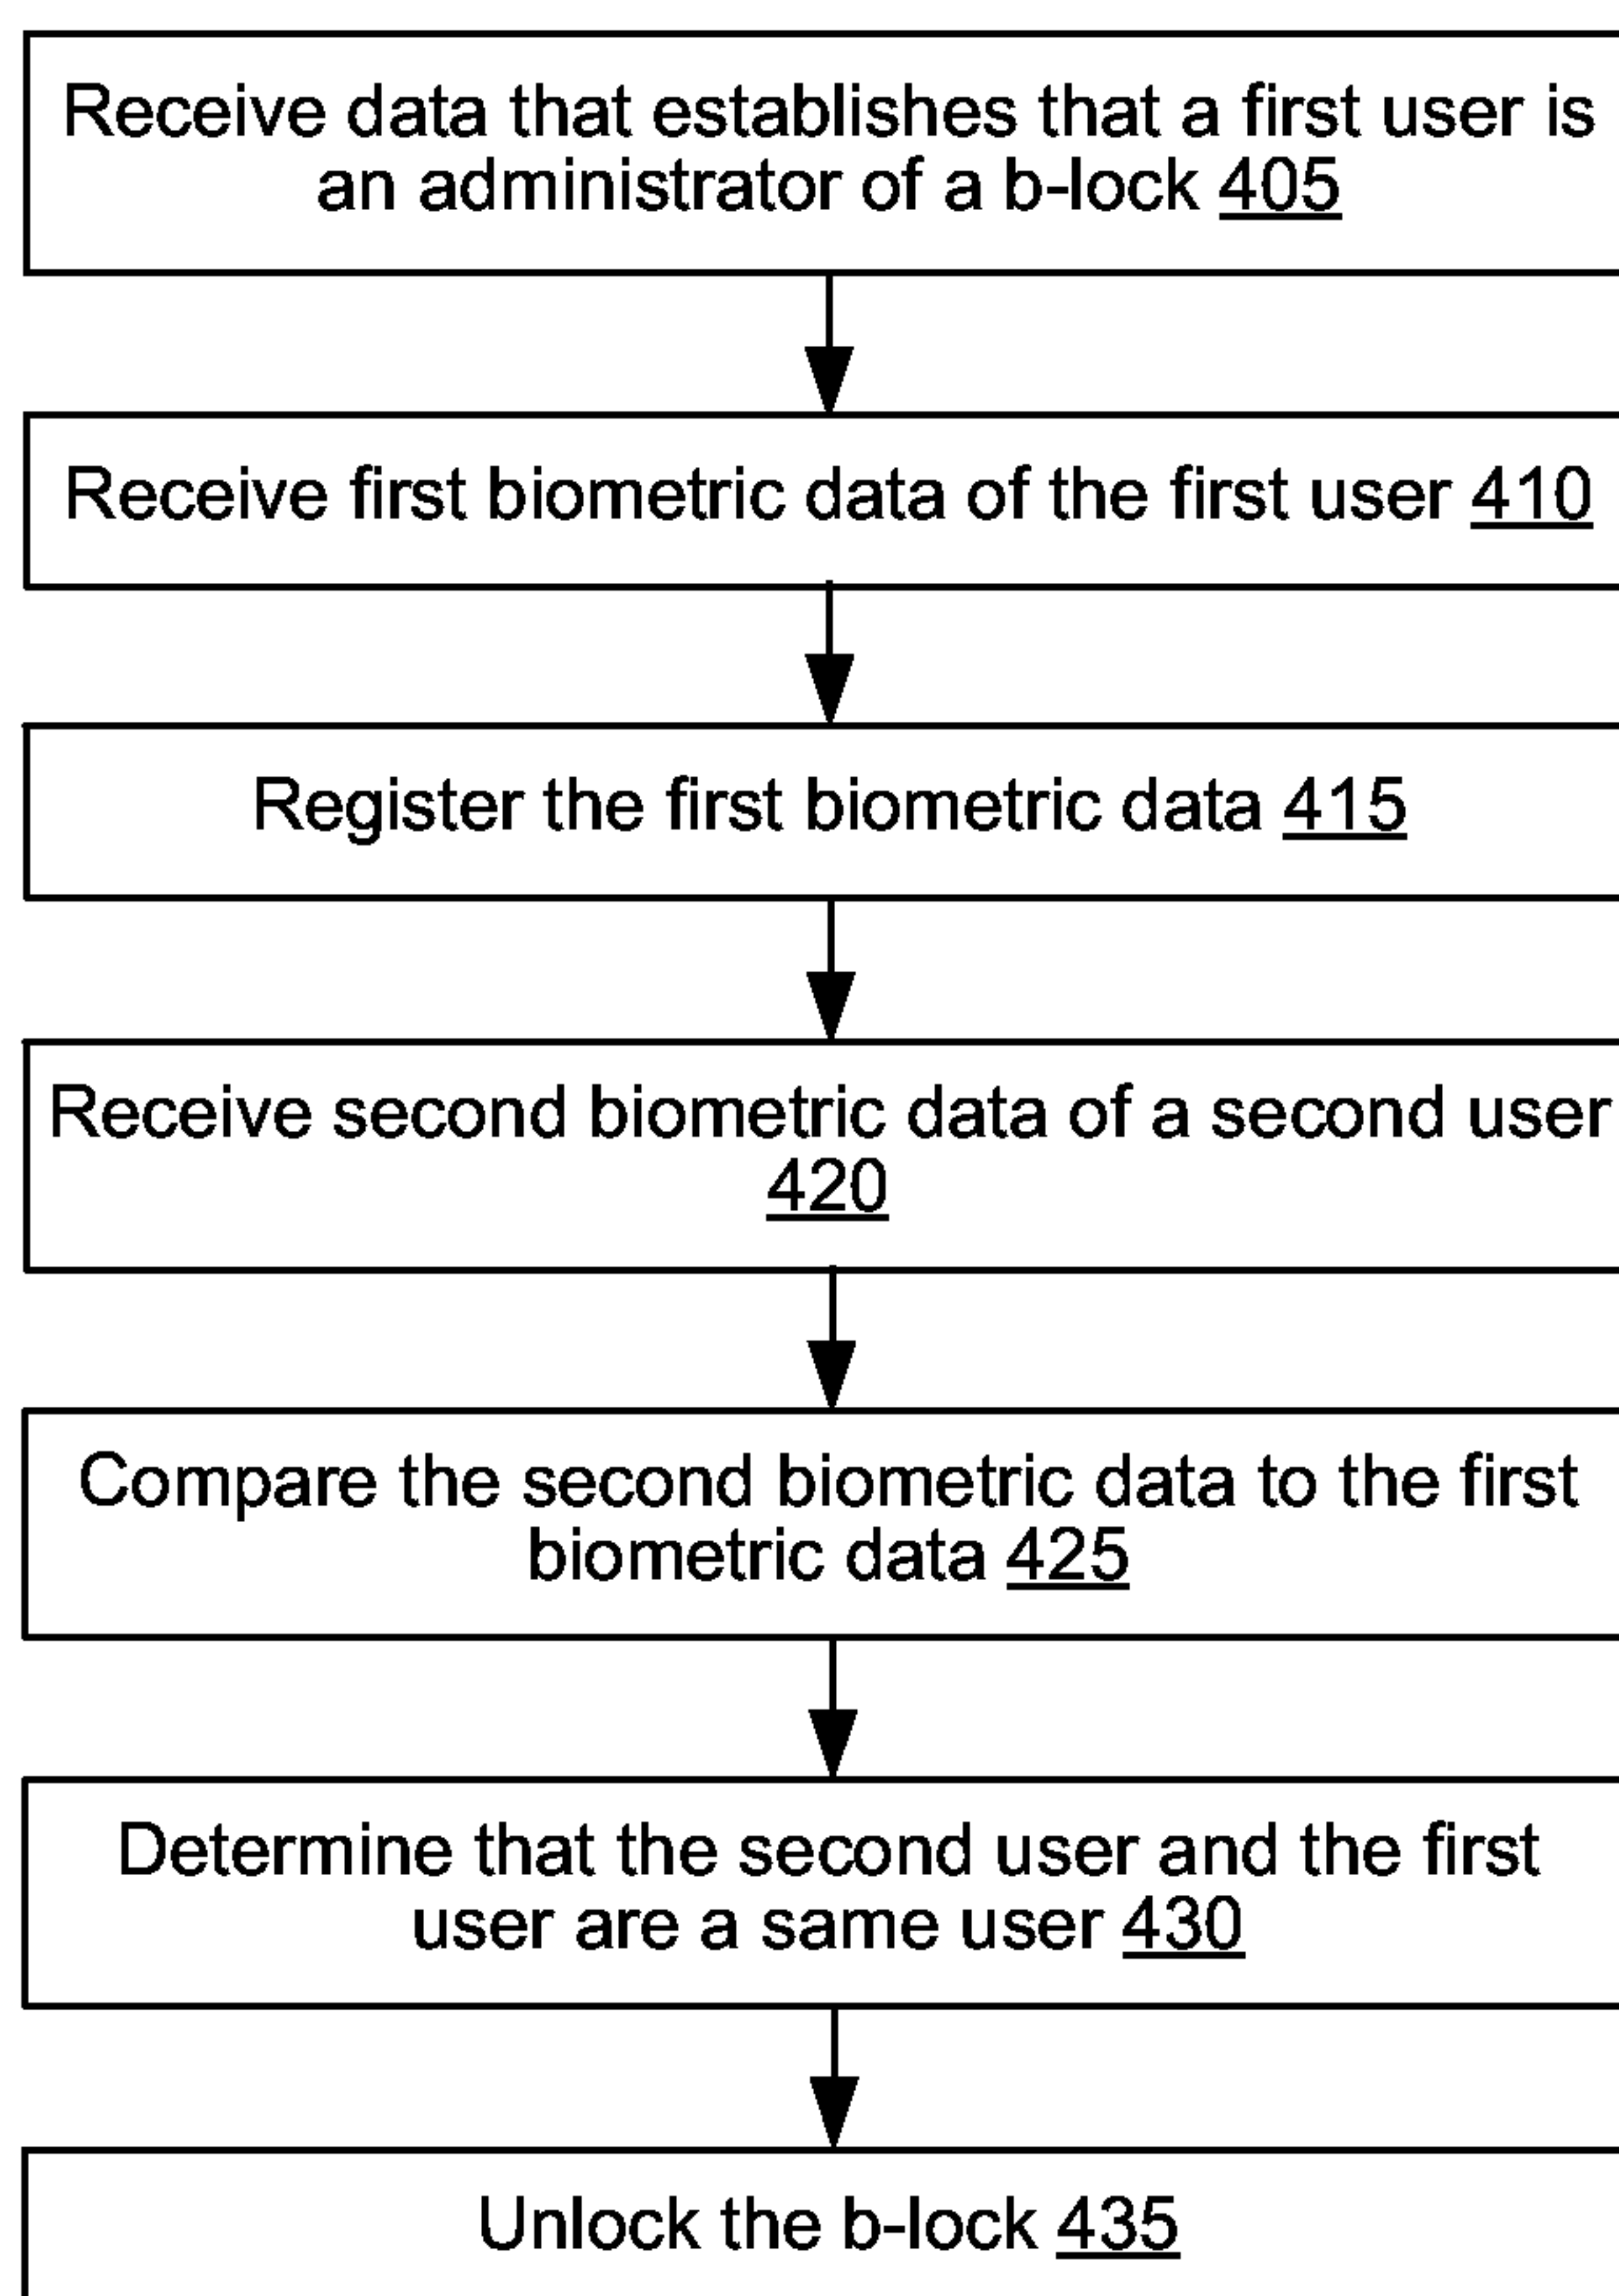 Receive data that establishes that a first user is
an administrator of a b-lock 405
Receive first biometric data of the first user 410
Register the first biometric data 415
Receive second biometric data of a second user
420
Compare the second biometric data to the first
biometric data 425
Determine that the second user and the first
user are a same user 430
Unlock the b-lock 435